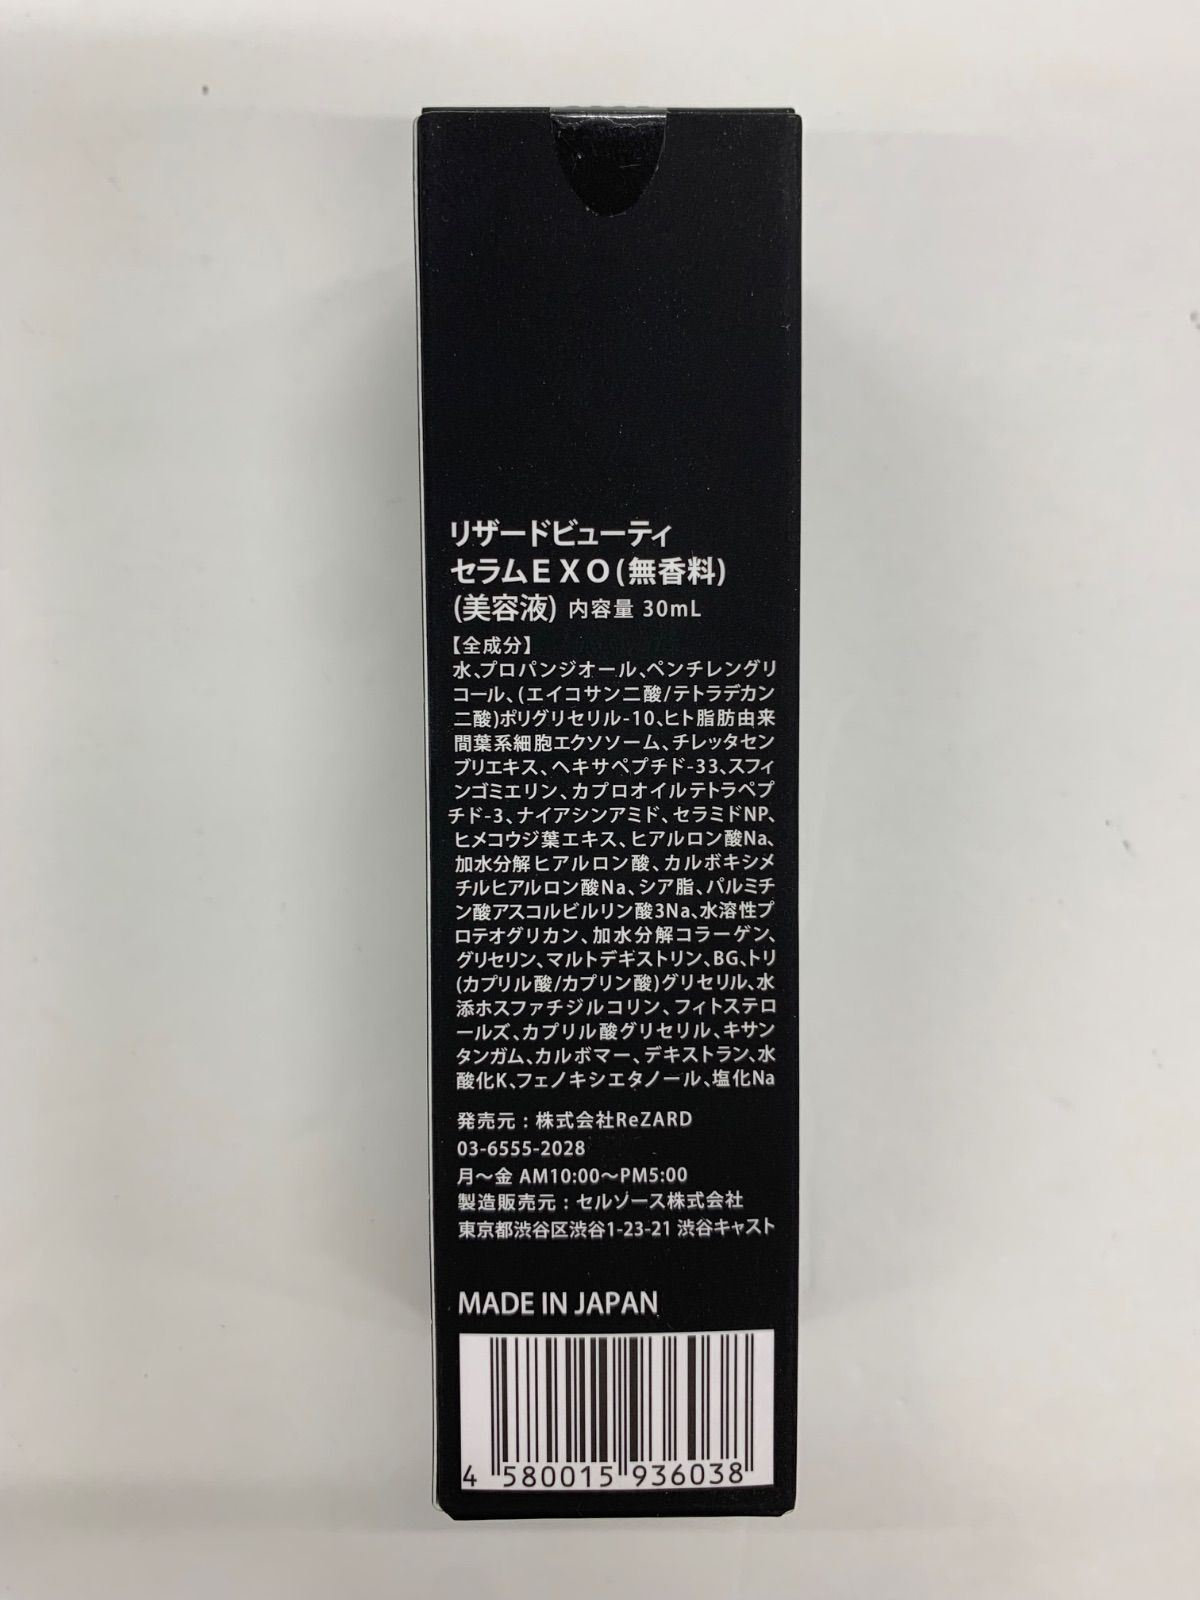 リザードビューティ
セラムＥＸＯ(無香料)
(美容液) 内容量 30mL
【全成分】
水、プロパンジオール、ペンチレングリ
コール、(エイコサン二酸/テトラデカン
二酸)ポリグリセリル-10、ヒト脂肪由来
間葉系細胞エクソソーム、チレッタセン
ブリエキス、ヘキサペプチド-33、スフィ
ンゴミエリン、カプロオイルテトラペプ
チド-3、ナイアシンアミド、セラミドNP、
ヒメコウジ葉エキス、ヒアルロン酸Na、
加水分解ヒアルロン酸、カルボキシメ
チルヒアルロン酸Na、シア脂、パルミチ
ン酸アスコルビルリン酸3Na、水溶性プ
ロテオグリカン、加水分解コラーゲン、
グリセリン、マルトデキストリン、BG、トリ
(カプリル酸/カプリン酸)グリセリル、水
添ホスファチジルコリン、フィトステロ
ールズ、カプリル酸グリセリル、キサン
タンガム、カルボマー、デキストラン、水
酸化K、フェノキシエタノール、塩化Na
発売元：株式会社ReZARD
03-6555-2028
月〜金 AM10:00〜PM5:00
製造販売元：セルソース株式会社
東京都渋谷区渋谷1-23-21 渋谷キャスト
MADE IN JAPAN
4 580015 936038